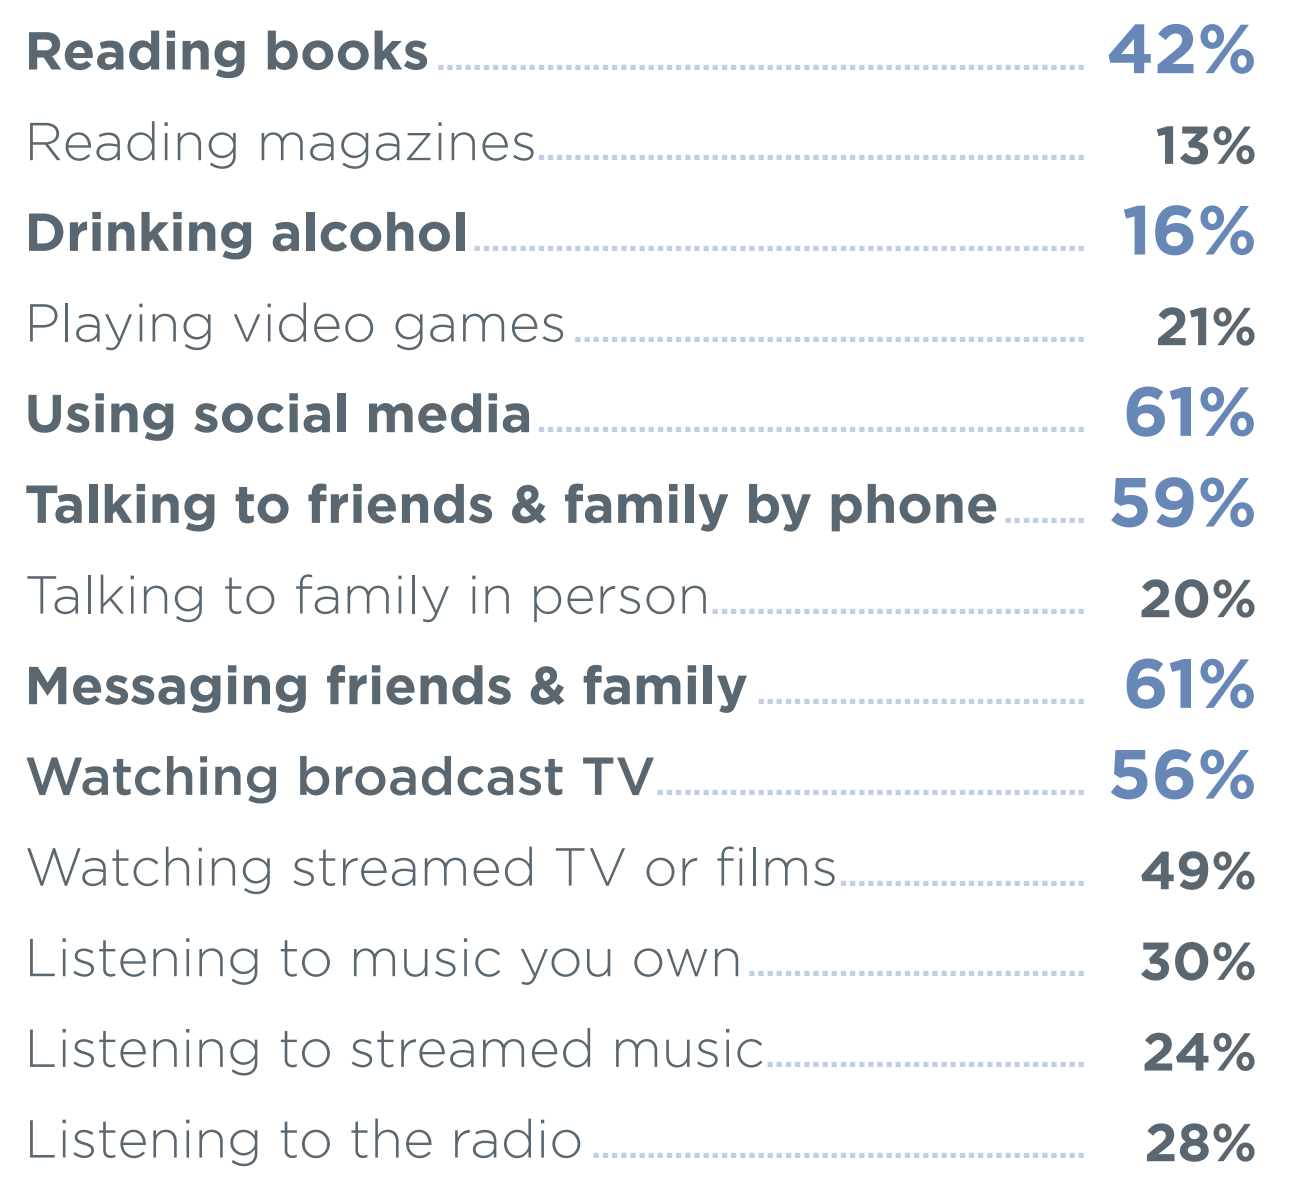 Reading books 42%
Reading magazines 13%
Drinking alcohol 16%
Playing video games 21%
Using social media 61%
Talking to friends & family by phone 59%
Talking to family in person 20%
Messaging friends & family 61%
Watching broadcast TV 56%
Watching streamed TV or films 49%
Listening to music you own 30%
Listening to streamed music 24%
Listening to the radio 28%